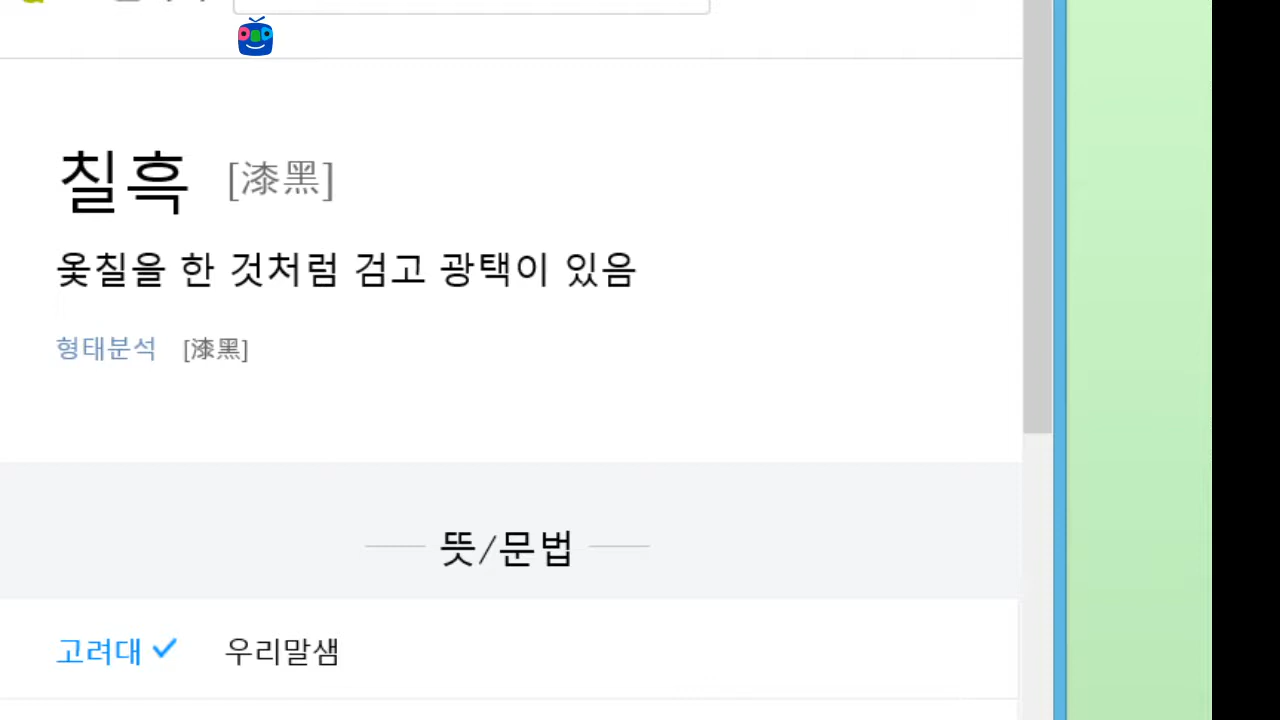 칠흑 [漆黑]
옻칠을 한 것처럼 검고 광택이 있음
형태분석 [漆黑]
뜻/문법
고려대 우리말샘